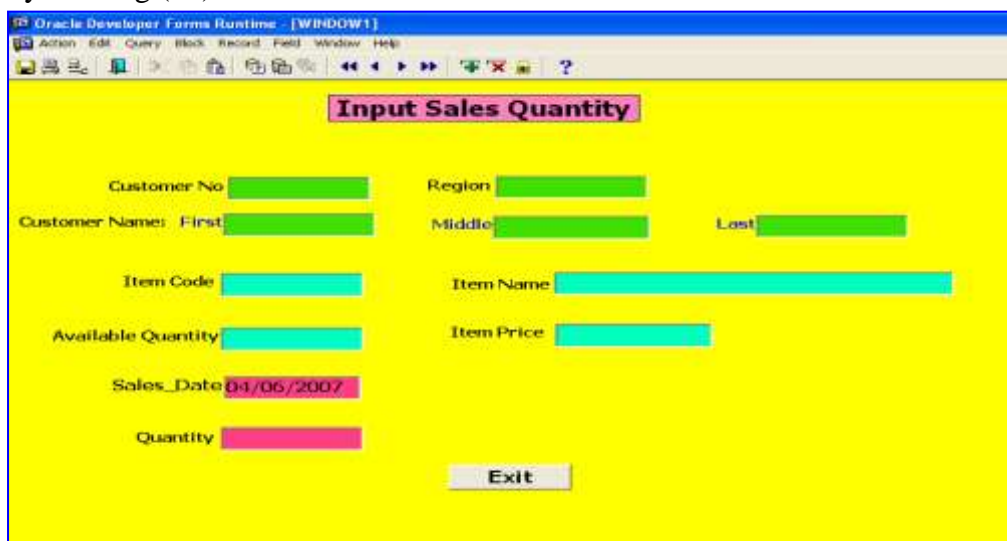 Oracle Developer Forms Runtime - [WINDOW1]
Action Edit Query Block Record Field Window Help
?
Input Sales Quantity
Customer No Region
Customer Name: First Middle Last
Item Code Item Name
Available Quantity Item Price
Sales_Date 04/06/2007
Quantity
Exit